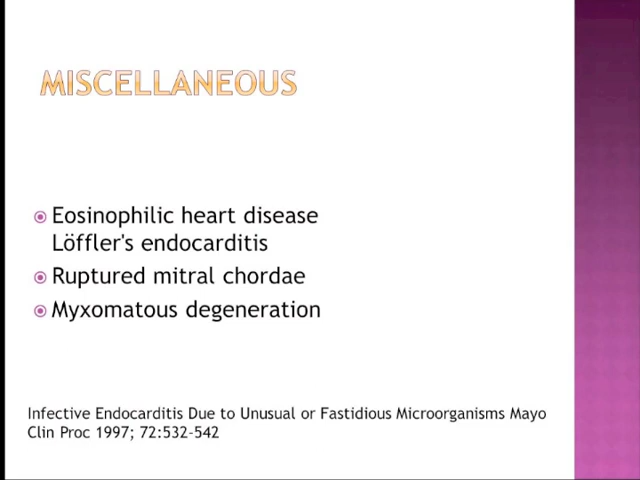 MISCELLANEOUS
Eosinophilic heart disease
Löffler's endocarditis
Ruptured mitral chordae
Myxomatous degeneration
Infective Endocarditis Due to Unusual or Fastidious Microorganisms Mayo
Clin Proc 1997; 72:532-542